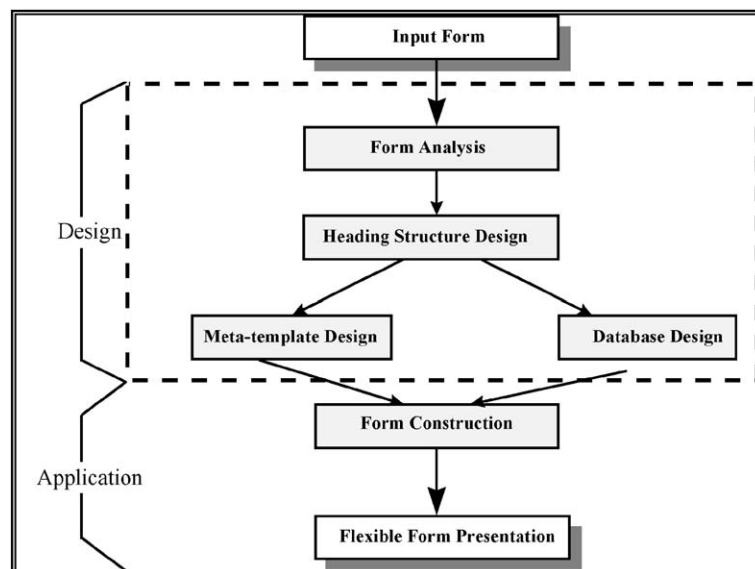 Input Form
Form Analysis
Design
Heading Structure Design
Meta-template Design
Database Design
Form Construction
Application
Flexible Form Presentation